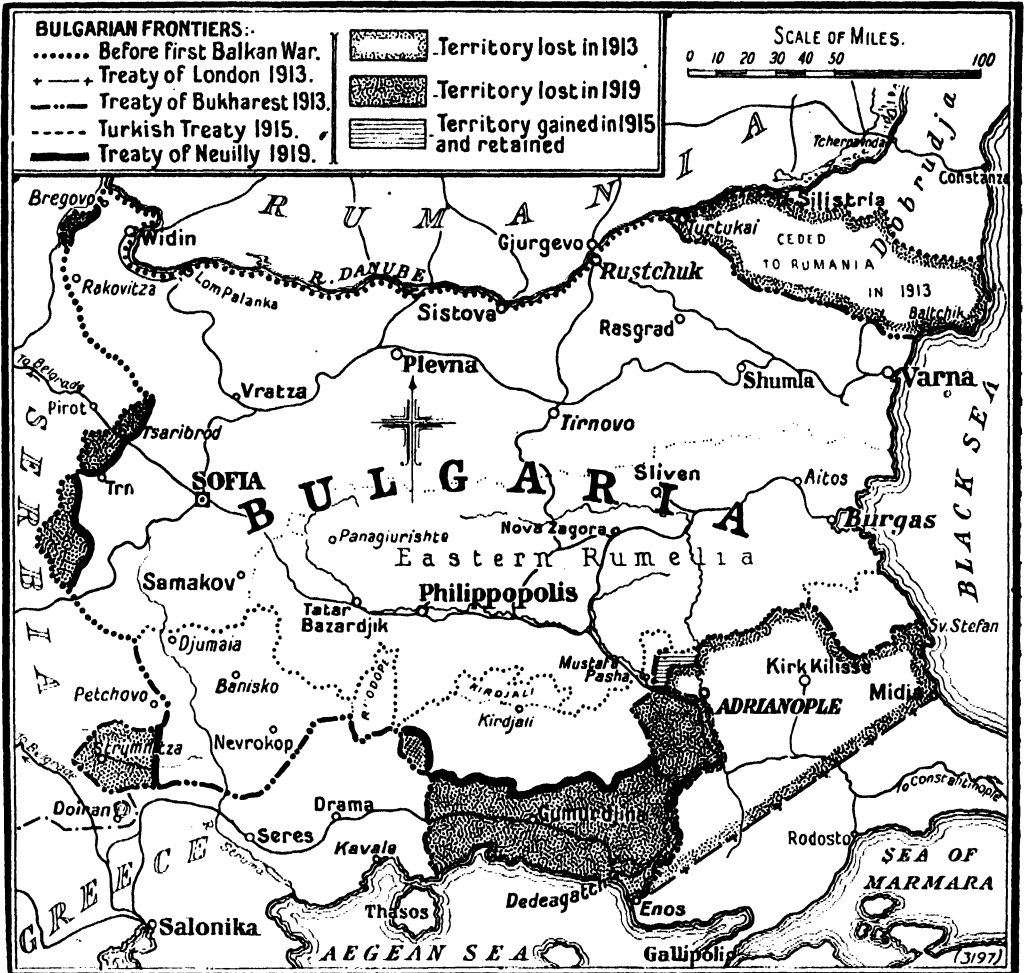 BULGARIAN FRONTIERS:-
Before first Balkan War.
Treaty of London 1913.
Treaty of Bukharest 1913.
Turkish Treaty 1915.
Treaty of Neuilly 1919.
Territory lost in 1913
Territory lost in 1919
Territory gained in 1915
and retained
SCALE OF MILES.
0 10 20 30 40 50 100
RUMANIA
Dobrudja
Constanza
Bregovo
Widin
Rakovitza
Lom Palanka
R. DANUBE
Gjurgevo
Rustchuk
Silistria
Turtukai
CEDED
TO RUMANIA
IN 1913
Baltchik
Sistova
Rasgrad
Plevna
Shumla
Varna
To Belgrade
Vratza
Pirot
Tirnovo
Tsaribrod
SERBIA
Trn
SOFIA
BULGARIA
Sliven
Aitos
Burgas
BLACK SEA
Panagiurishte
Nova Zagora
Eastern Rumelia
Samakov
Philippopolis
Tatar
Bazardjik
Djumaia
Sv. Stefan
Mustafa
Pasha
Kirk Kilisse
Banisko
RHODOPE
KIRDJALI
Kirdjali
Midia
ADRIANOPLE
Petchovo
Nevrokop
Strumnitza
To Belgrade
Doiran
Drama
Gumurdjina
To Constantinople
Seres
Struma
Kavala
Rodosto
GREECE
Dedeagatch
Enos
SEA OF
MARMARA
Thasos
Salonika
AEGEAN SEA
Gallipoli
(3197)